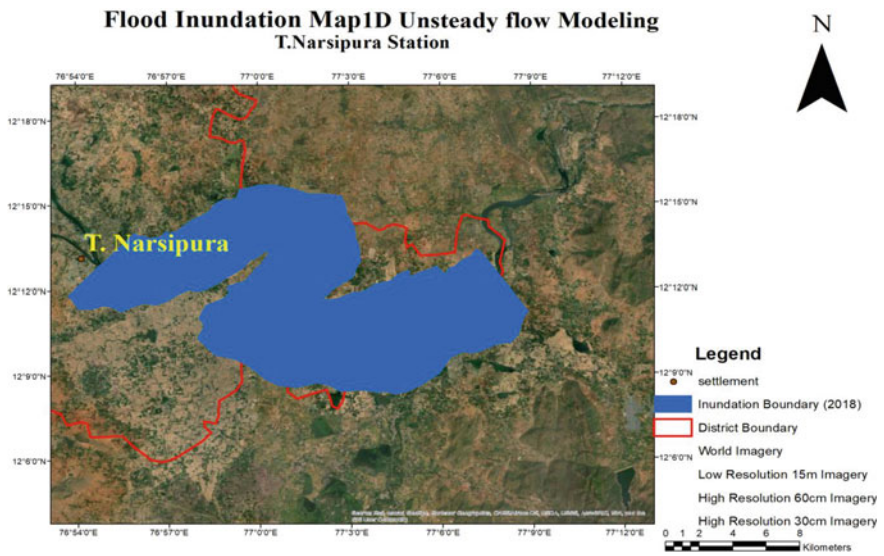 Flood Inundation Map1D Unsteady flow Modeling
T.Narsipura Station
N
76°54'0"E 76°57'0"E 77°0'0"E 77°3'0"E 77°6'0"E 77°9'0"E 77°12'0"E
12°18'0"N 12°18'0"N
12°15'0"N 12°15'0"N
T. Narsipura
12°12'0"N 12°12'0"N
12°9'0"N 12°9'0"N
12°6'0"N 12°6'0"N
Legend
settlement
Inundation Boundary (2018)
District Boundary
World Imagery
Low Resolution 15m Imagery
High Resolution 60cm Imagery
High Resolution 30cm Imagery
76°54'0"E 76°57'0"E 77°0'0"E 77°3'0"E 77°6'0"E 77°9'0"E 77°12'0"E
0 1 2 4 6 8
Kilometers